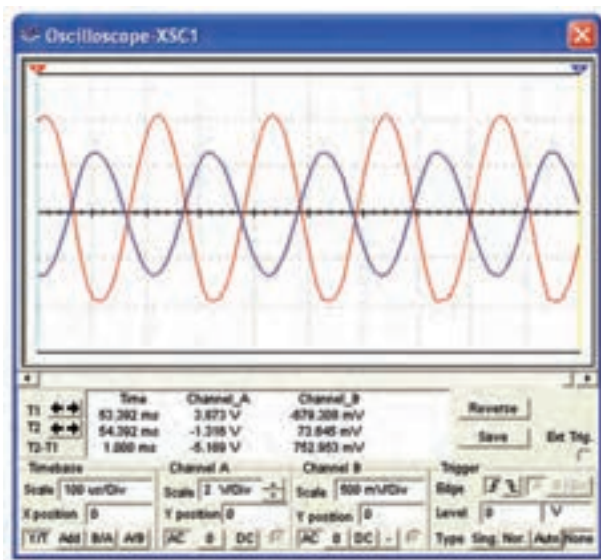 Oscilloscope-XSC1
Time Channel_A Channel_B
T1 53.392 ms 3.873 V -679.308 mV
T2 54.392 ms -1.316 V 73.645 mV
T2-T1 1.000 ms -5.189 V 752.953 mV
Reverse
Save
Ext Trig.
Timebase
Scale 100 us/Div
X position 0
Y/T Add B/A A/B
Channel A
Scale 2 V/Div
Y position 0
AC 0 DC
Channel B
Scale 500 mV/Div
Y position 0
AC 0 DC -
Trigger
Edge
Level 0 V
Type Sing. Nor. Auto None